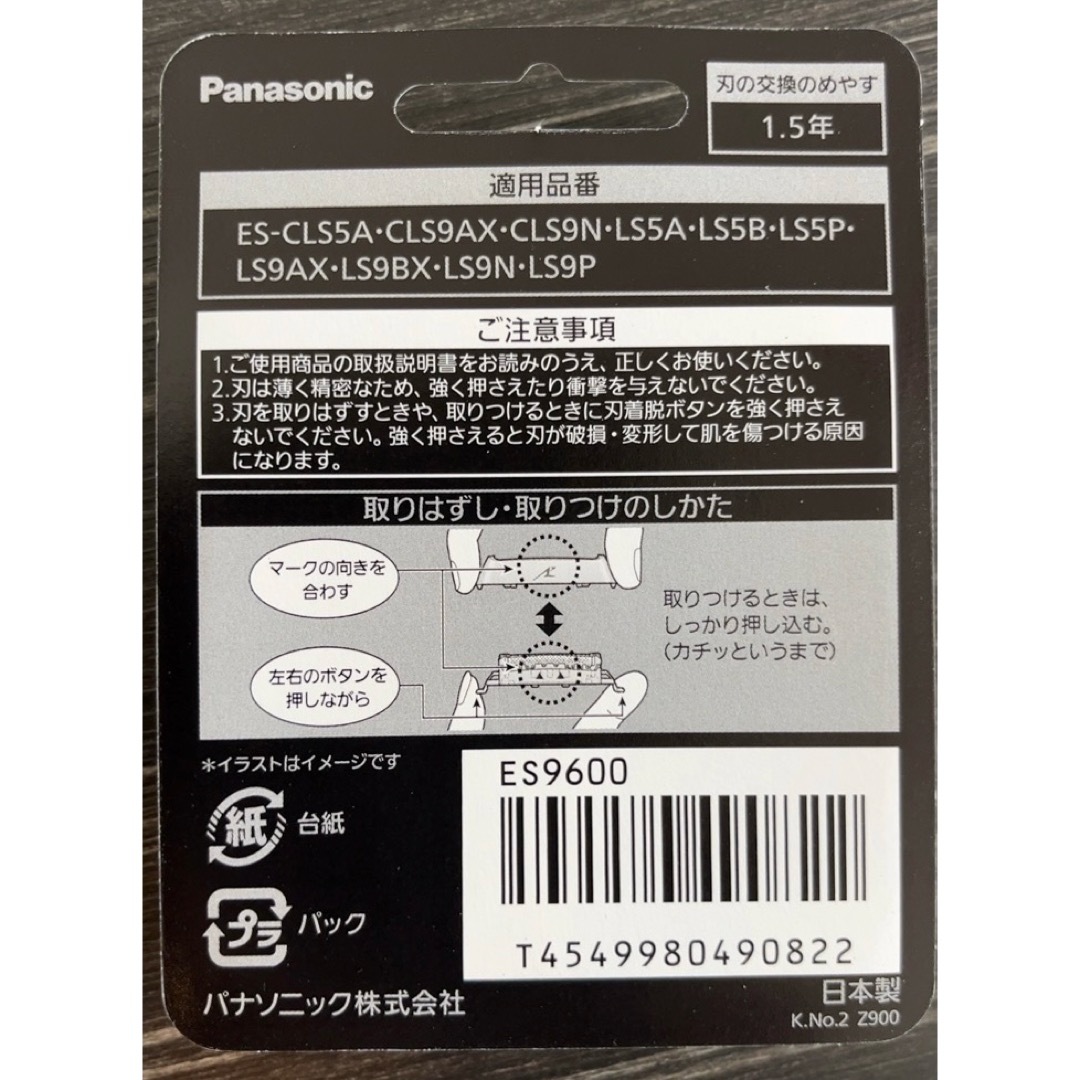 Panasonic
刃の交換のめやす
1.5年
適用品番
ES-CLS5A・CLS9AX・CLS9N・LS5A・LS5B・LS5P・
LS9AX・LS9BX・LS9N・LS9P
ご注意事項
1.ご使用商品の取扱説明書をお読みのうえ、正しくお使いください。
2.刃は薄く精密なため、強く押さえたり衝撃を与えないでください。
3.刃を取りはずすときや、取りつけるときに刃着脱ボタンを強く押さえ
ないでください。強く押さえると刃が破損・変形して肌を傷つける原因
になります。
取りはずし・取りつけのしかた
マークの向きを
合わす
取りつけるときは、
しっかり押し込む。
(カチッというまで)
左右のボタンを
押しながら
*イラストはイメージです
紙
台紙
プラ
パック
パナソニック株式会社
ES9600
T4549980490822
日本製
K.No.2 Z900